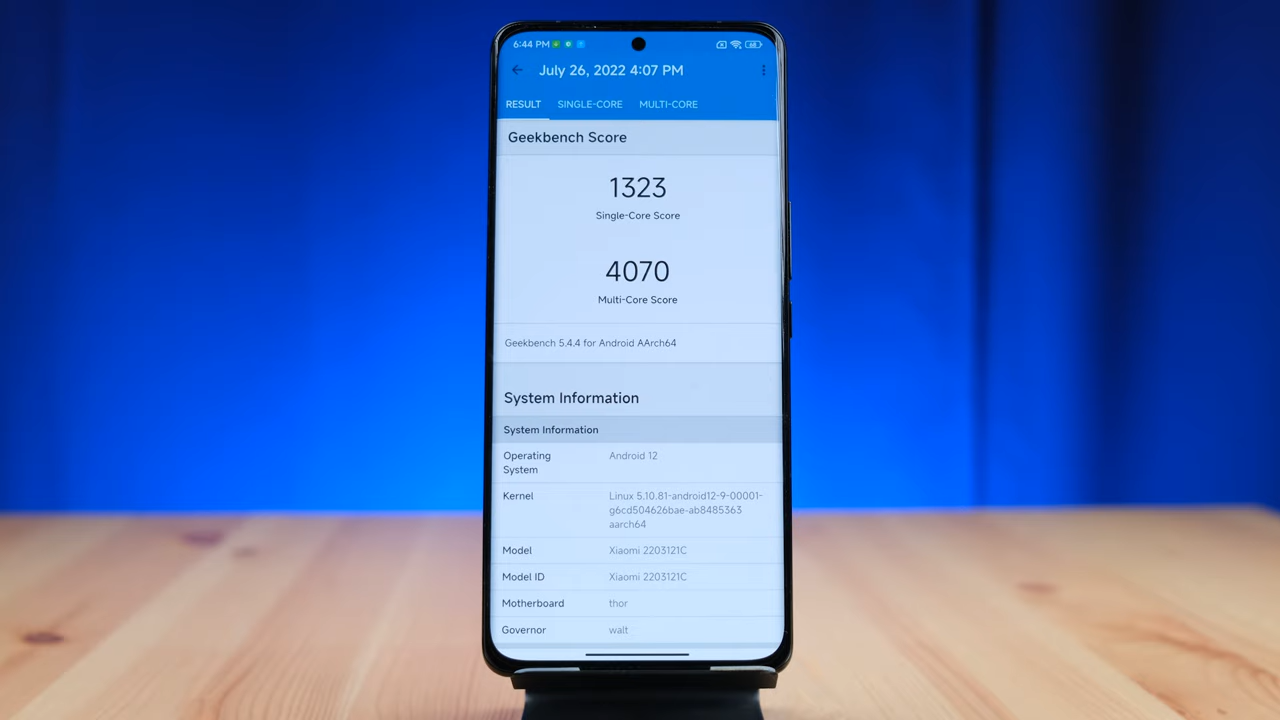 6:44 PM
68
July 26, 2022 4:07 PM
RESULT SINGLE-CORE MULTI-CORE
Geekbench Score
1323
Single-Core Score
4070
Multi-Core Score
Geekbench 5.4.4 for Android AArch64
System Information
System Information
Operating System Android 12
Kernel Linux 5.10.81-android12-9-00001-
g6cd504626bae-ab8485363
aarch64
Model Xiaomi 2203121C
Model ID Xiaomi 2203121C
Motherboard thor
Governor walt